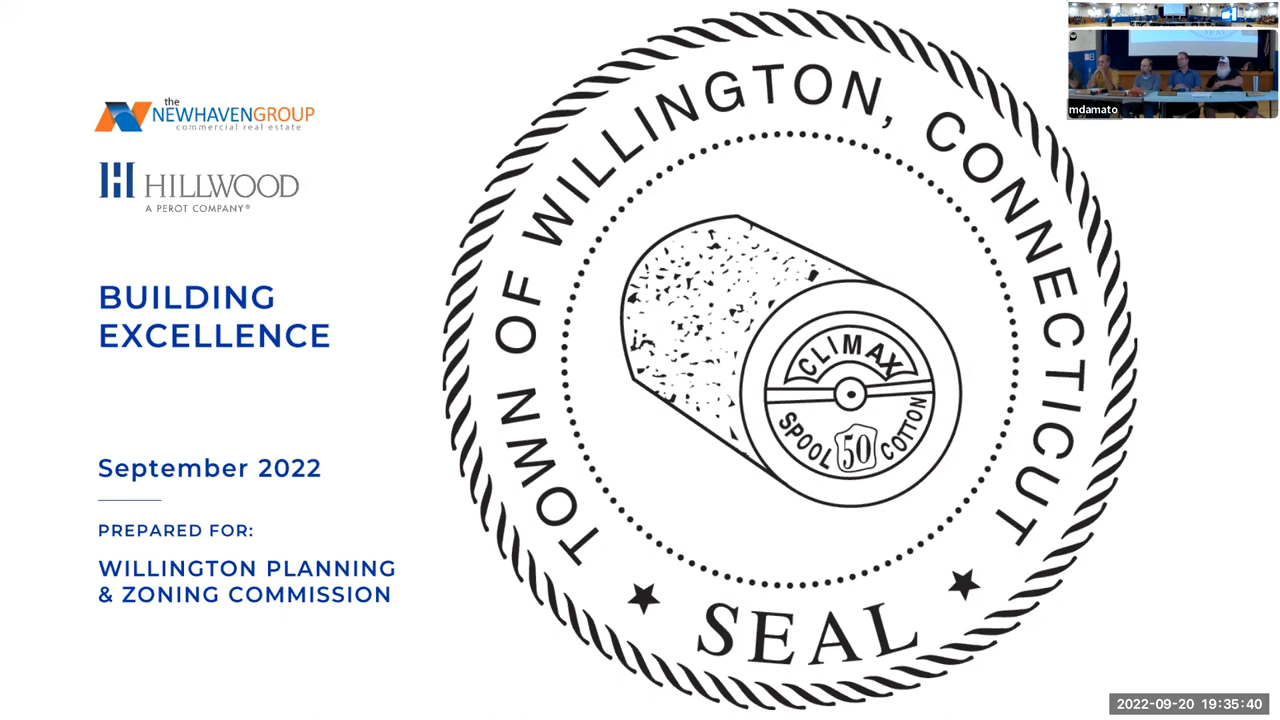 the
NEWHAVENGROUP
commercial real estate
HILLWOOD
A PEROT COMPANY®
BUILDING
EXCELLENCE
September 2022
PREPARED FOR:
WILLINGTON PLANNING
& ZONING COMMISSION
TOWN OF WILLINGTON, CONNECTICUT
CLIMAX
SPOOL 50 COTTON
★ SEAL ★
mdamato
2022-09-20 19:35:40